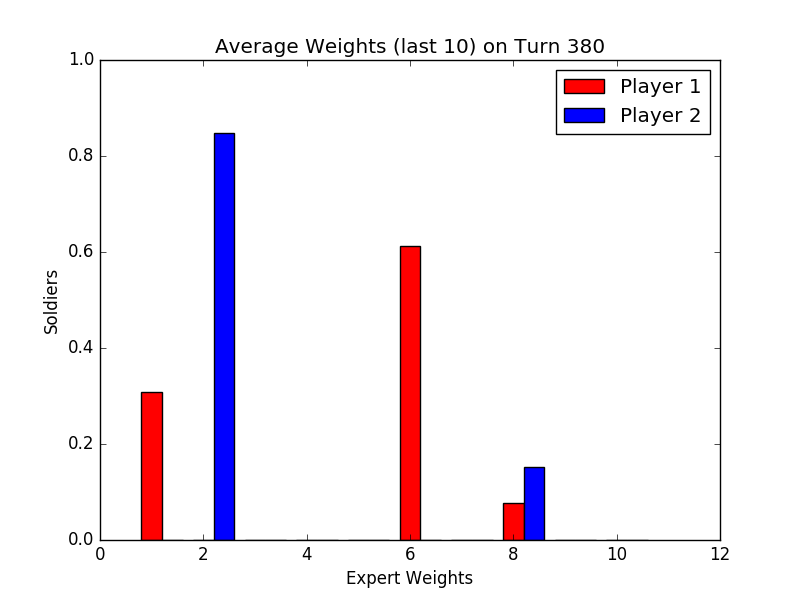 Average Weights (last 10) on Turn 380
1.0
0.8
0.6
0.4
0.2
0.0
Soldiers
Player 1
Player 2
0 2 4 6 8 10 12
Expert Weights